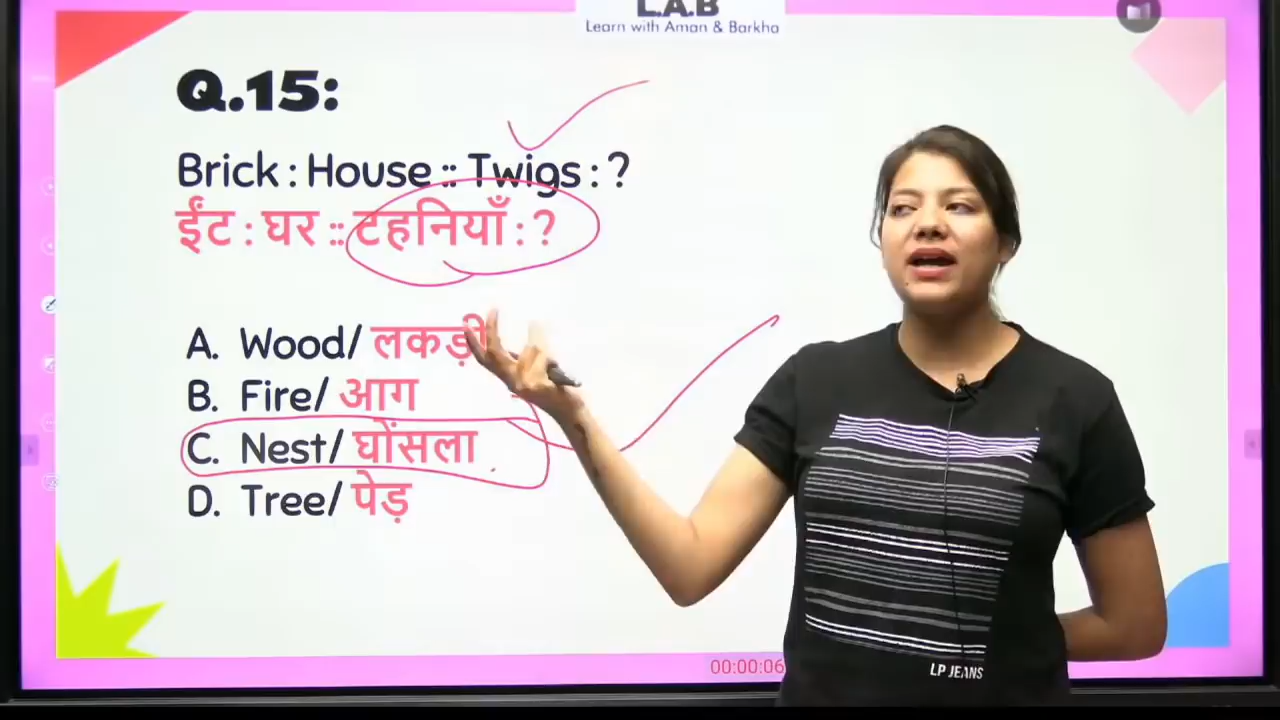 L.A.B
Learn with Aman & Barkha
Q.15:
Brick : House :: Twigs : ?
ईंट : घर :: टहनियाँ : ?
A. Wood/ लकड़ी
B. Fire/ आग
C. Nest/ घोंसला
D. Tree/ पेड़
00:00:06
LP JEANS